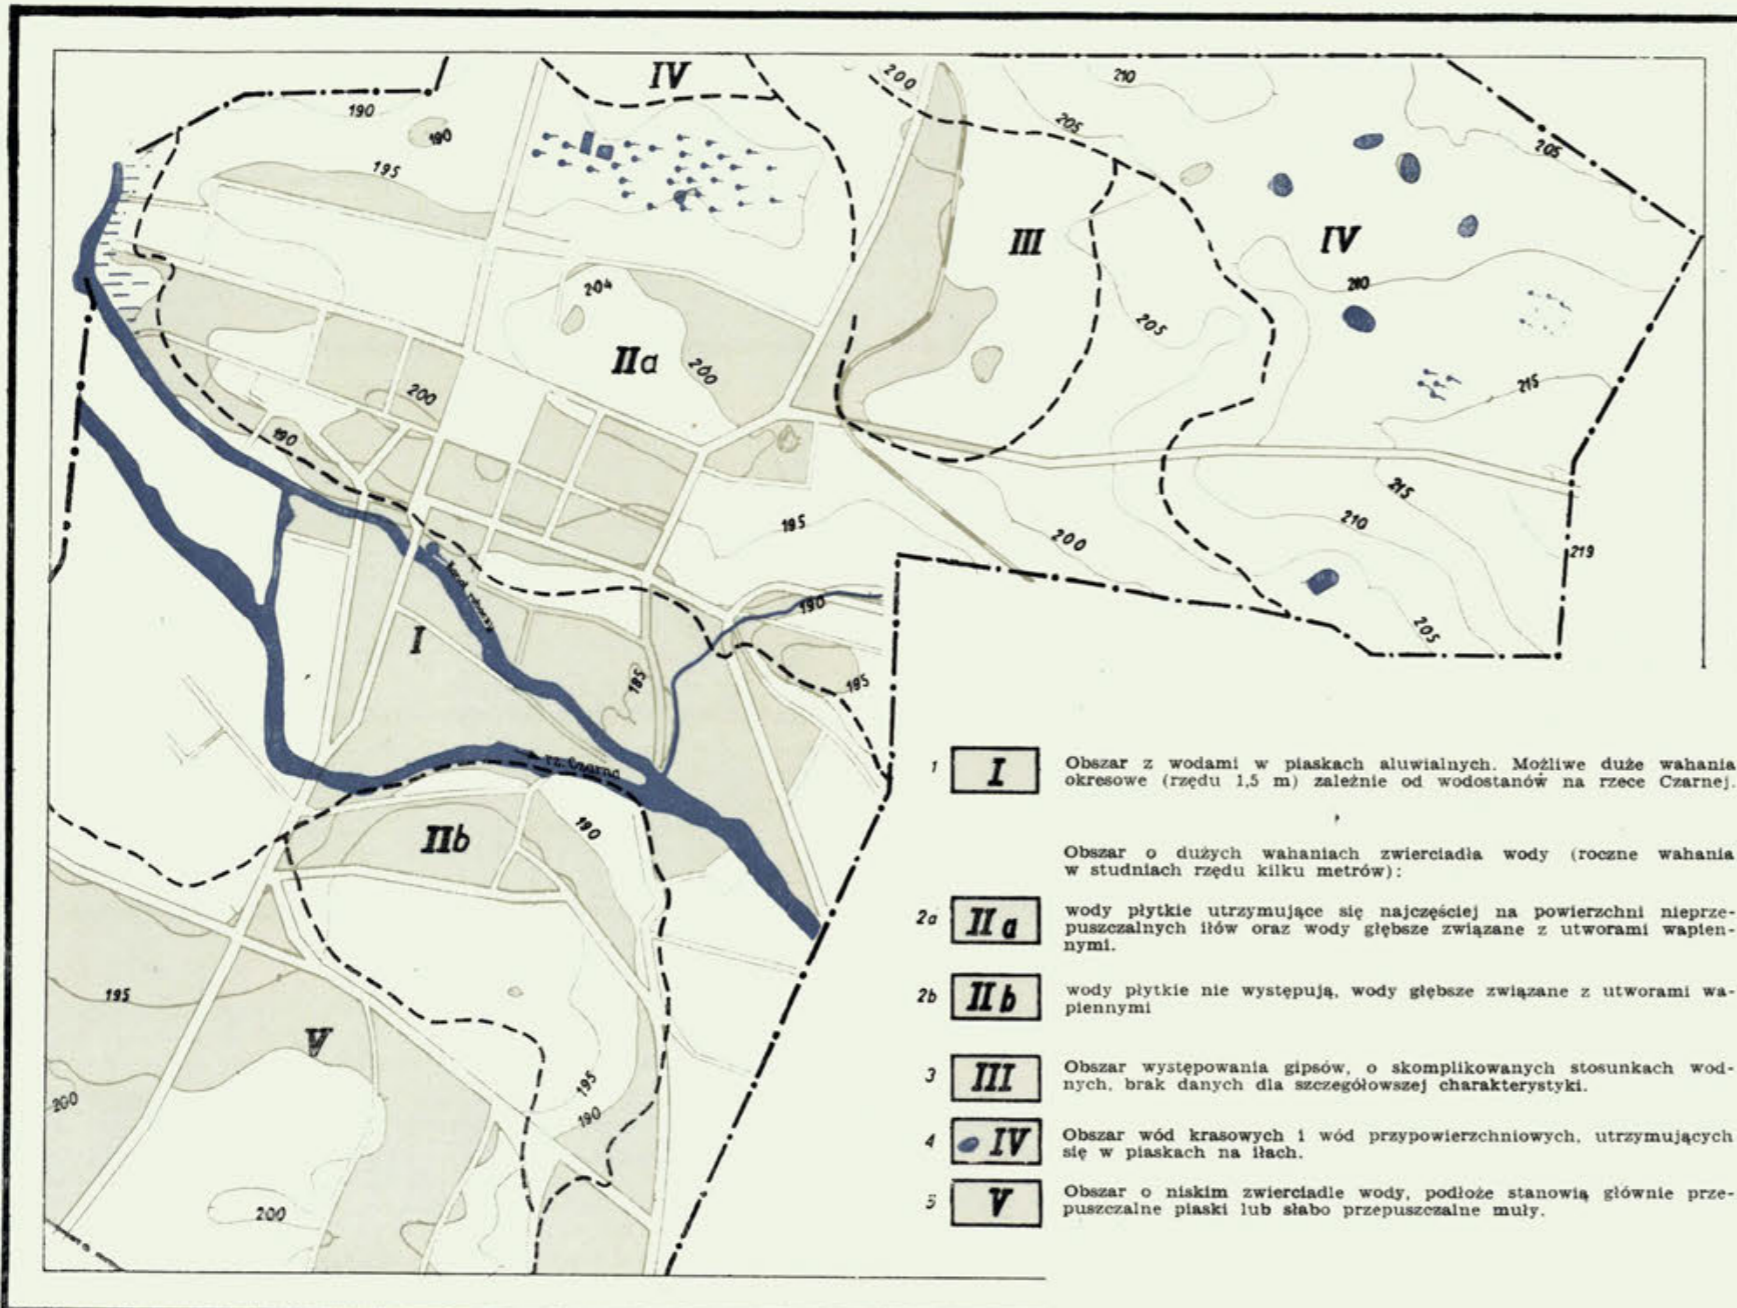 IV
200
210
190
190
205
205
195
III
IV
204
210
205
IIa
200
200
215
190
195
215
210
200
219
190
205
I
185
195
rz. Czarna
190
IIb
195
V
195
200
190
200
1 I Obszar z wodami w piaskach aluwialnych. Możliwe duże wahania
okresowe (rzędu 1,5 m) zależnie od wodostanów na rzece Czarnej.
Obszar o dużych wahaniach zwierciadła wody (roczne wahania
w studniach rzędu kilku metrów):
2a II a wody płytkie utrzymujące się najczęściej na powierzchni nieprze-
puszczalnych iłów oraz wody głębsze związane z utworami wapien-
nymi.
2b II b wody płytkie nie występują, wody głębsze związane z utworami wa-
piennymi
3 III Obszar występowania gipsów, o skomplikowanych stosunkach wod-
nych, brak danych dla szczegółowszej charakterystyki.
4 IV Obszar wód krasowych i wód przypowierzchniowych, utrzymujących
się w piaskach na iłach.
5 V Obszar o niskim zwierciadle wody, podłoże stanowią głównie prze-
puszczalne piaski lub słabo przepuszczalne muły.